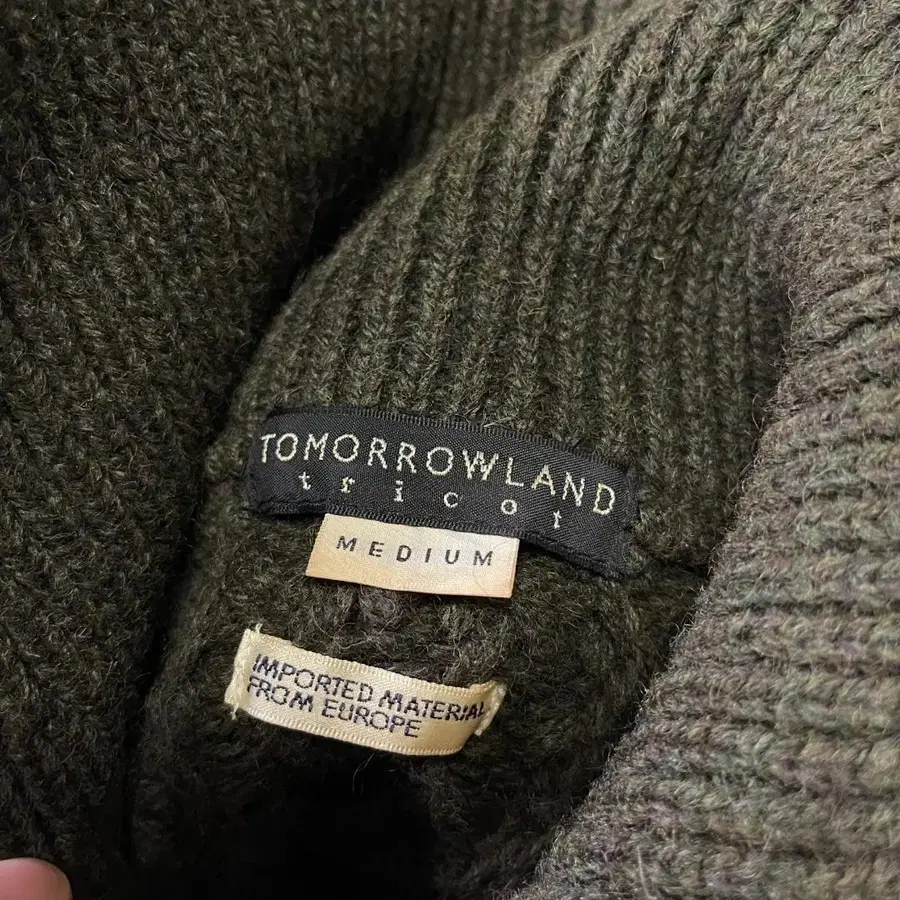 TOMORROWLAND
tricot
MEDIUM
IMPORTED MATERIAL
FROM EUROPE